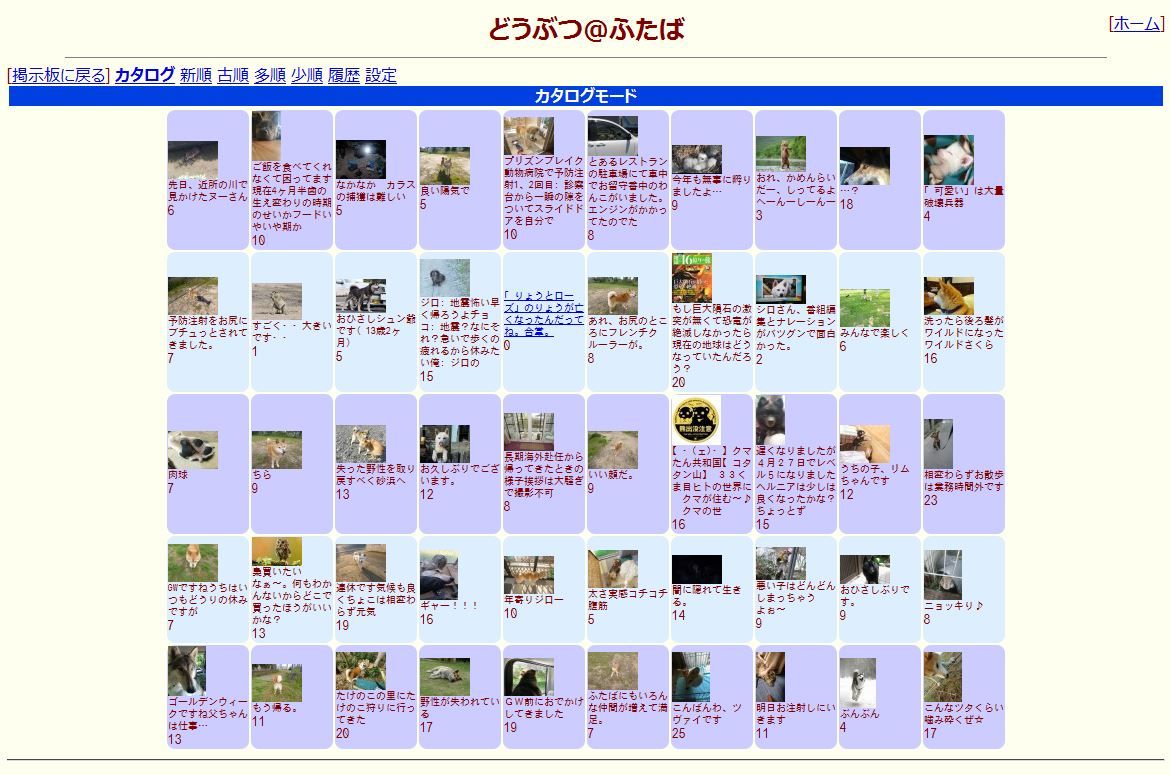 どうぶつ@ふたば
[ホーム]
[掲示板に戻る] カタログ 新順 古順 多順 少順 履歴 設定
カタログモード
先日、近所の川で
見かけたヌーさん
6
ご飯を食べてくれ
なくて困ってます
現在4ヶ月半歯の
生え変わりの時期
のせいかフードい
やいや期か
10
なかなか　カラス
の捕獲は難しい
5
良い陽気で
5
プリズンブレイク
動物病院で予防注
射1、2回目: 診察
台から一瞬の隙を
ついてスライドド
アを自分で
10
とあるレストラン
の駐車場にて車中
でお留守番中のわ
んこがいました。
エンジンがかかっ
てたのでた
8
今年も無事に孵り
ましたよ…
9
おれ、かめんらい
だー、しってるよ
へーんーしーんー
3
…？
18
「 可愛い」は大量
破壊兵器
4
予防注射をお尻に
プチュっとされて
きました。
7
すごく・・大きい
です・・
1
おひさしシュン爺
です( 13歳2ヶ
月)
5
ジロ: 地震怖い早
く帰ろうよチョ
コ: 地震？なにそ
れ？急いで歩くの
疲れるから休みた
い俺: ジロの
15
「 りょうとロー
ズ」のりょうが亡
くなったんだって
ね。合掌。
0
あれ、お尻のとこ
ろにフレンチク
ルーラーが。
8
もし巨大隕石の激
突が無くて恐竜が
絶滅しなかったら
現在の地球はどう
なっていたんだろ
う？
20
シロさん、番組編
集とナレーション
がバツグンで面白
かった。
2
みんなで楽しく
6
洗ったら後ろ髪が
ワイルドになった
ワイルドさくら
16
肉球
7
ちら
9
失った野性を取り
戻すべく砂浜へ
13
お久しぶりでござ
います。
12
長期海外赴任から
帰ってきたときの
様子挨拶は大騒ぎ
で撮影不可
8
いい顔だ。
9
熊出没注意
【・(ェ)・】クマ
たん共和国【コタ
タン山】 ３３く
ま目ヒトの世界に
　クマが住む～♪
　クマの世
16
遅くなりましたが
４月２７日でレベ
ル５になりました
ヘルニアは少しは
良くなったかな？
ちょっとず
15
うちの子、リム
ちゃんです
12
相変わらずお散歩
は業務時間外です
23
GWですねうちはい
つもどうりの休み
ですが
7
梟買いたい
なぁ～。何もわか
んないからどこで
買ったほうがいい
かな？
13
連休です気候も良
くちょこは相変わ
らず元気
19
ギャー！！！
16
年寄りジロー
10
太さ実感コチコチ
腹筋
5
闇に隠れて生き
る。
14
悪い子はどんどん
しまっちゃう
よぉ～
9
おひさしぶりで
す。
9
ニョッキリ♪
8
ゴールデンウィー
クですね父ちゃん
は仕事…
13
もう帰る。
11
たけのこの里にた
けのこ狩りに行っ
てきた
20
野性が失われてい
る
17
ＧＷ前におでかけ
してきました
19
ふたばにもいろん
な仲間が増えて満
足。
7
こんばんわ、ツ
ヴァイです
25
明日お注射しにい
きます
11
ぶんぶん
4
こんなツタくらい
噛み砕くぜ☆
17